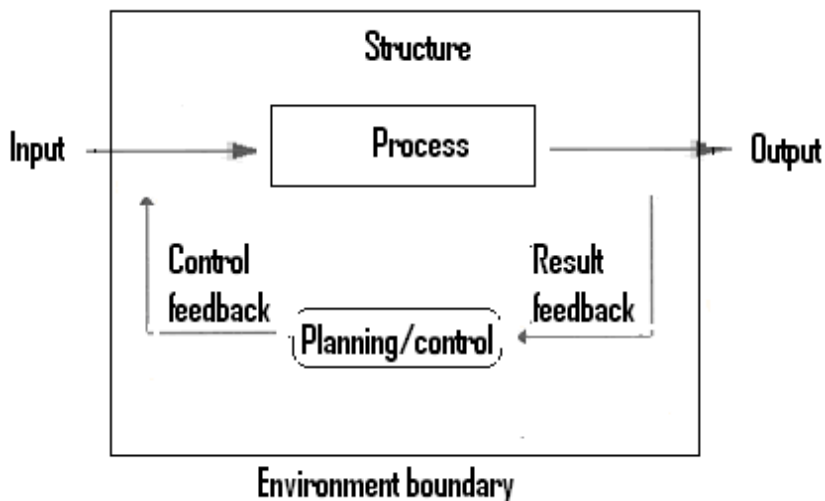 Structure
Input
Process
Output
Control
feedback
Result
feedback
Planning/control
Environment boundary